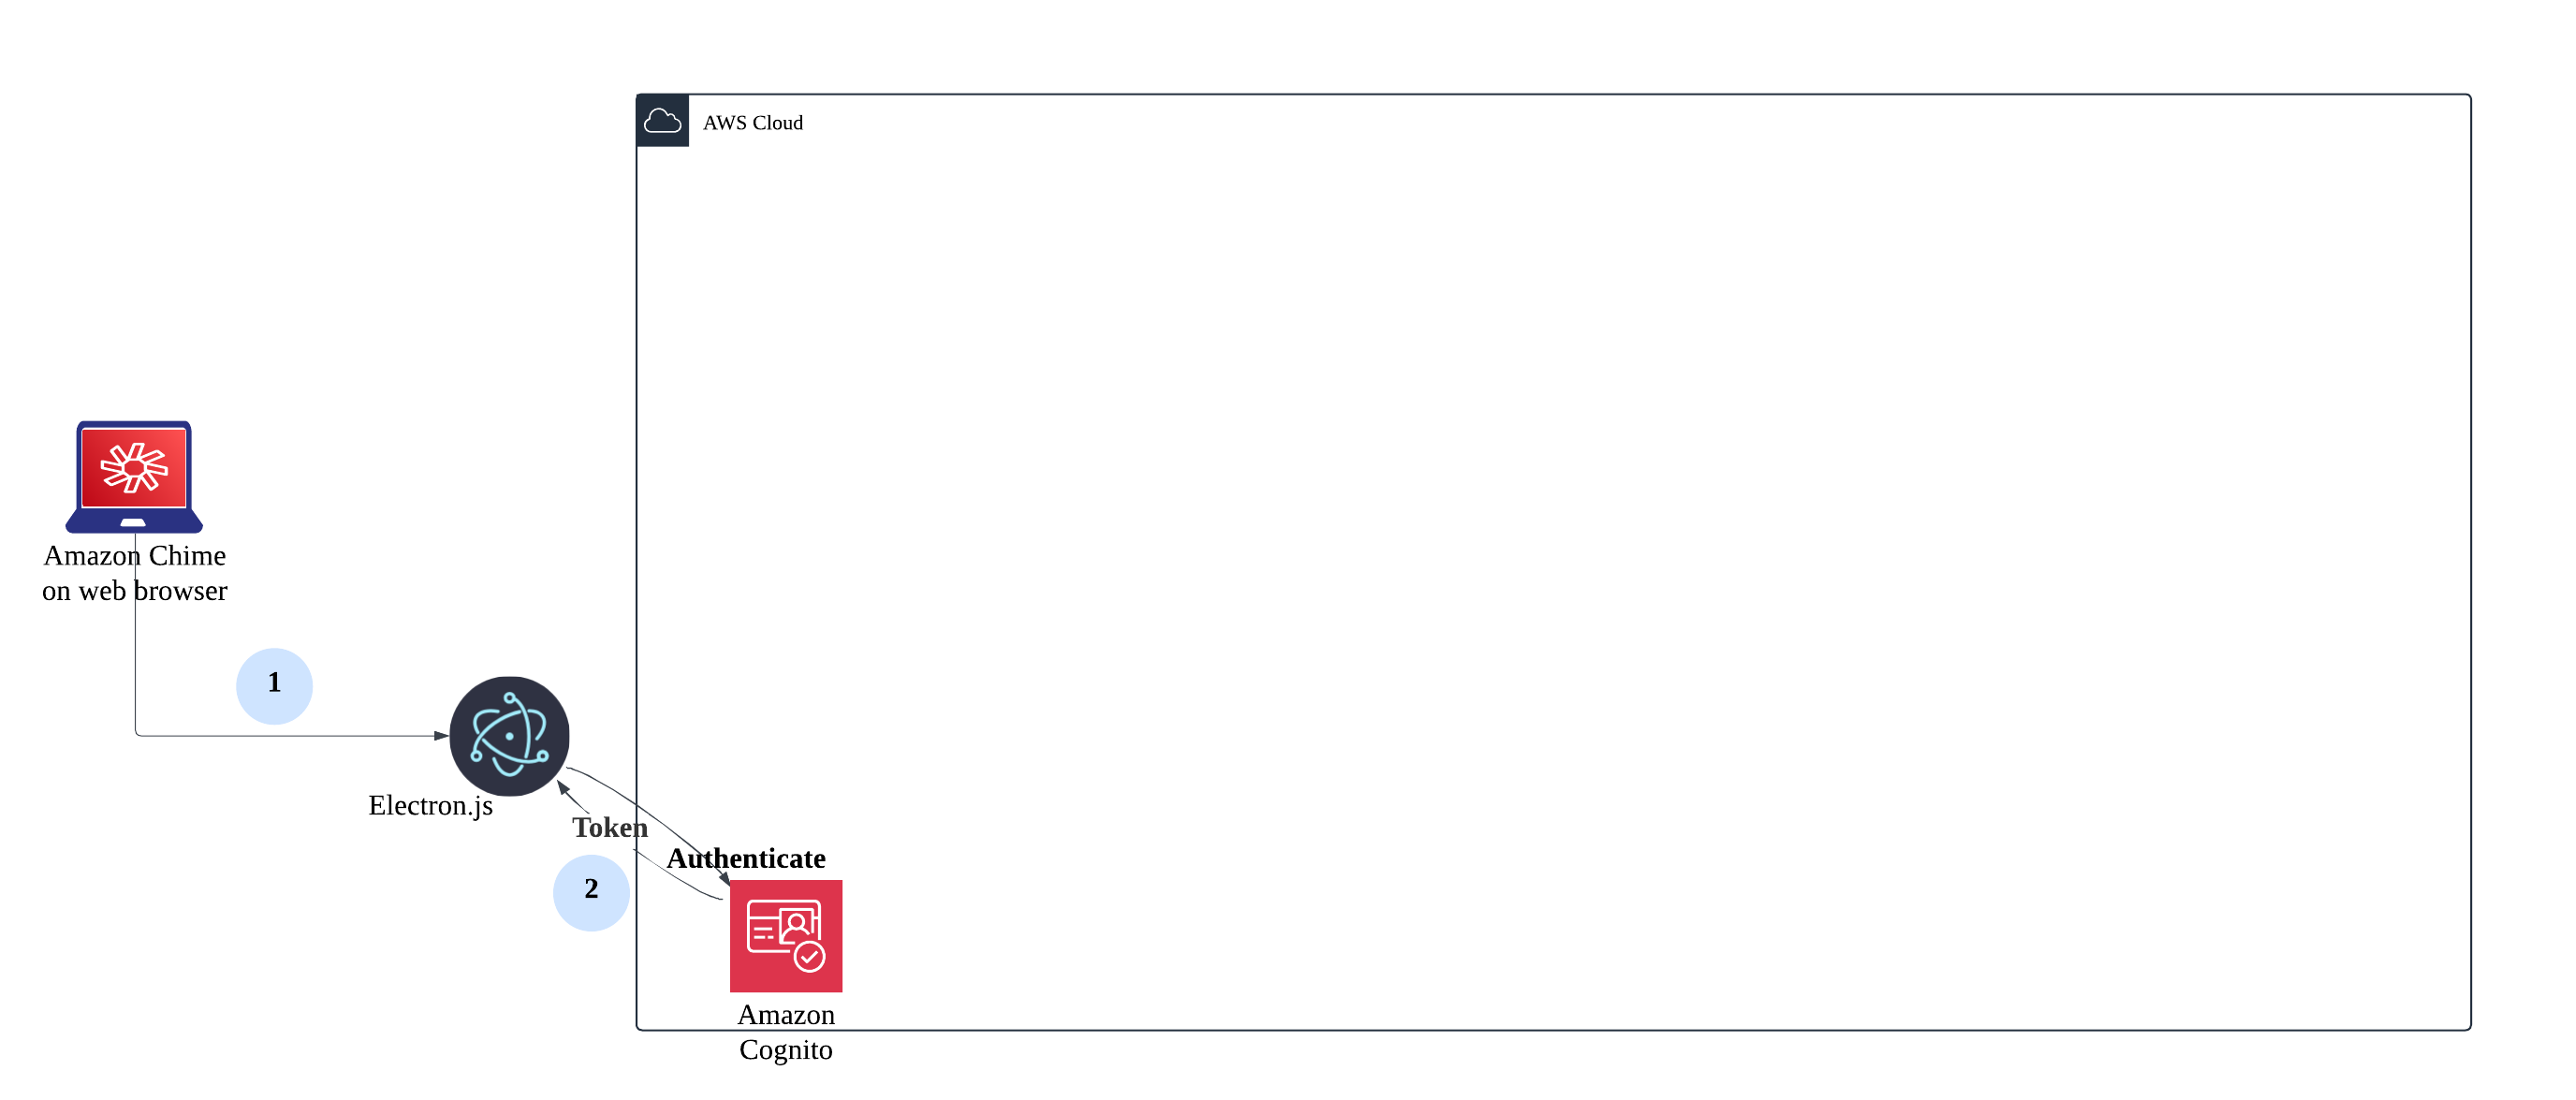 AWS Cloud
Amazon Chime
on web browser
1
Electron.js
Token
Authenticate
2
Amazon
Cognito